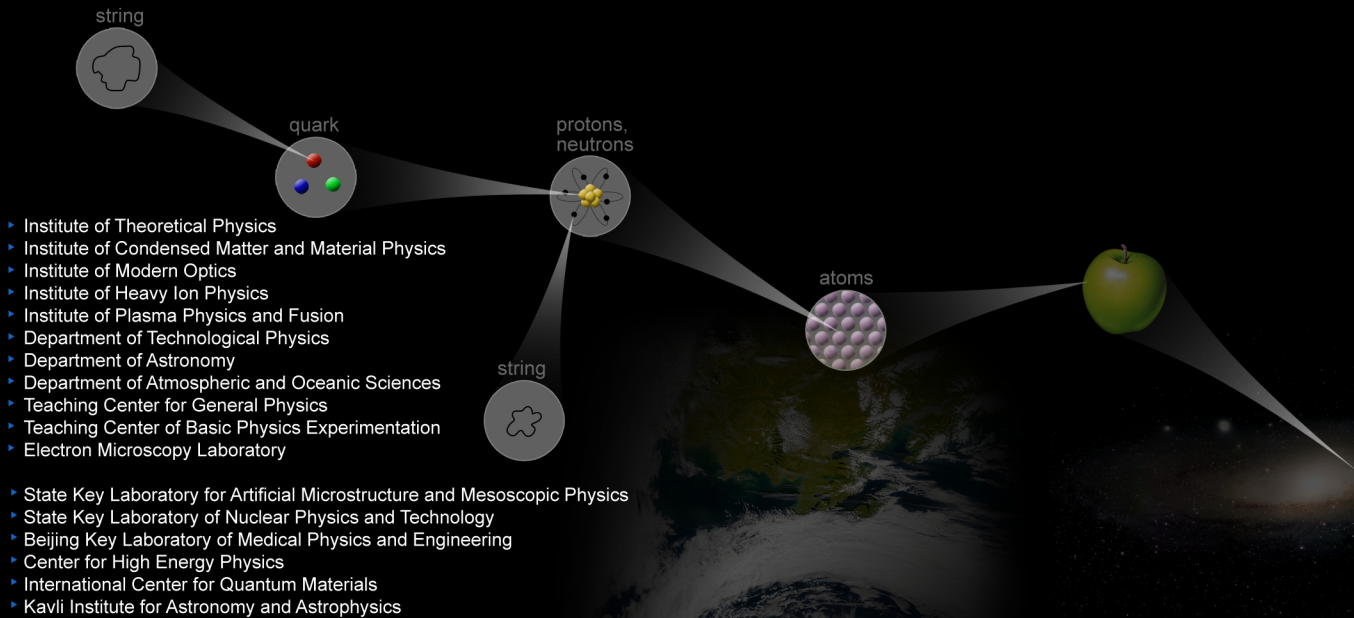 string
quark
protons,
neutrons
atoms
string
Institute of Theoretical Physics
Institute of Condensed Matter and Material Physics
Institute of Modern Optics
Institute of Heavy Ion Physics
Institute of Plasma Physics and Fusion
Department of Technological Physics
Department of Astronomy
Department of Atmospheric and Oceanic Sciences
Teaching Center for General Physics
Teaching Center of Basic Physics Experimentation
Electron Microscopy Laboratory
State Key Laboratory for Artificial Microstructure and Mesoscopic Physics
State Key Laboratory of Nuclear Physics and Technology
Beijing Key Laboratory of Medical Physics and Engineering
Center for High Energy Physics
International Center for Quantum Materials
Kavli Institute for Astronomy and Astrophysics